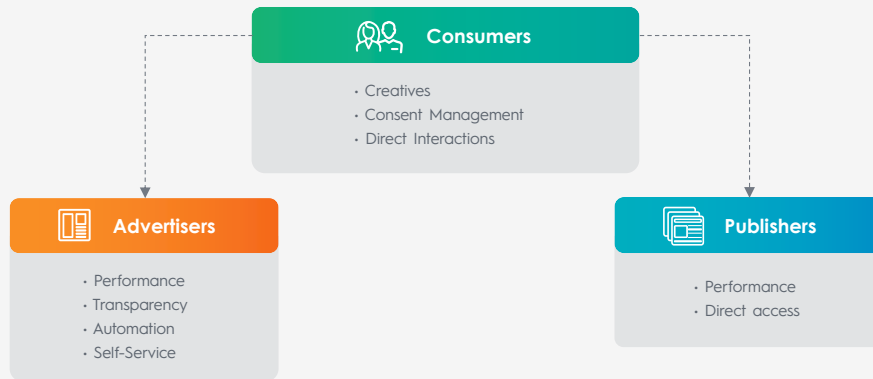 Consumers
· Creatives
· Consent Management
· Direct Interactions
Advertisers
· Performance
· Transparency
· Automation
· Self-Service
Publishers
· Performance
· Direct access